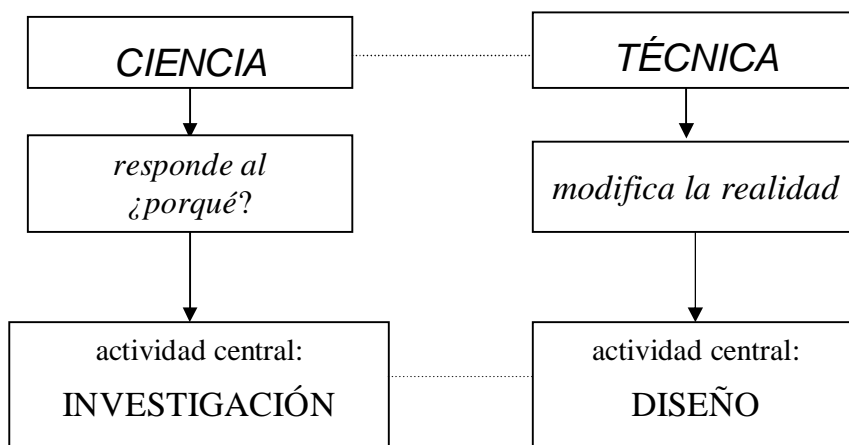 CIENCIA
responde al
¿porqué?
actividad central:
INVESTIGACIÓN
TÉCNICA
modifica la realidad
actividad central:
DISEÑO